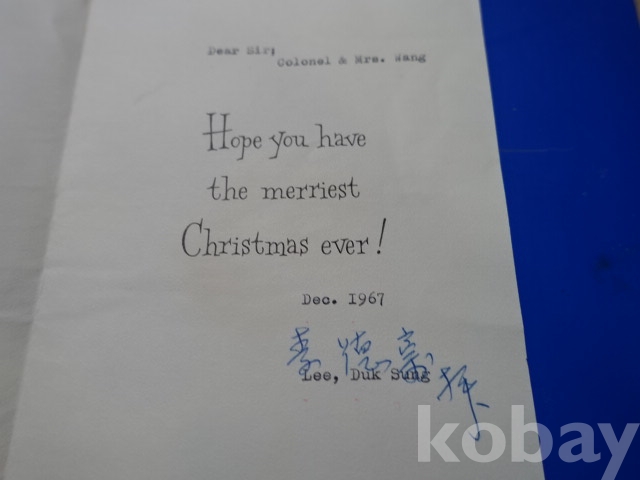 Dear Sir;
Colonel & Mrs. Wang
Hope you have
the merriest
Christmas ever!
Dec. 1967
李 德 拜
Lee, Duk Sung
kobay